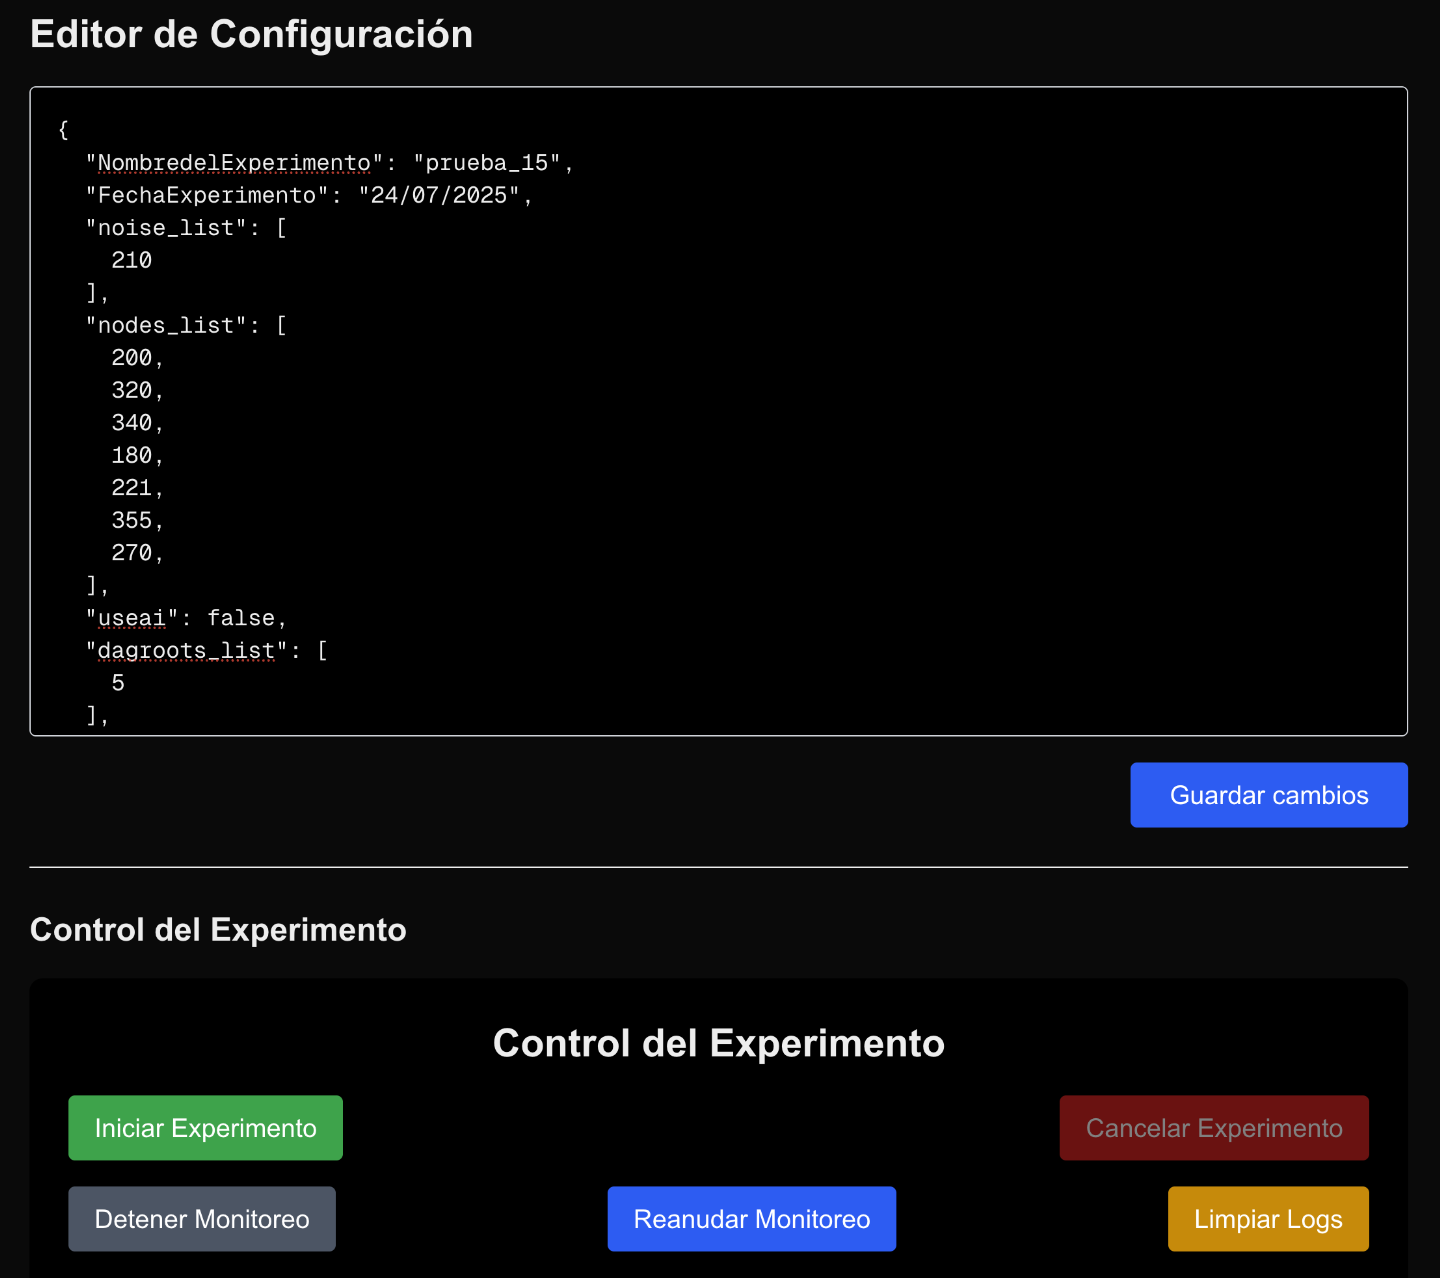 Editor de Configuración
{
"NombredelExperimento": "prueba_15",
"FechaExperimento": "24/07/2025",
"noise_list": [
210
],
"nodes_list": [
200,
320,
340,
180,
221,
355,
270,
],
"useai": false,
"dagroots_list": [
5
],
Guardar cambios
Control del Experimento
Control del Experimento
Iniciar Experimento
Cancelar Experimento
Detener Monitoreo
Reanudar Monitoreo
Limpiar Logs